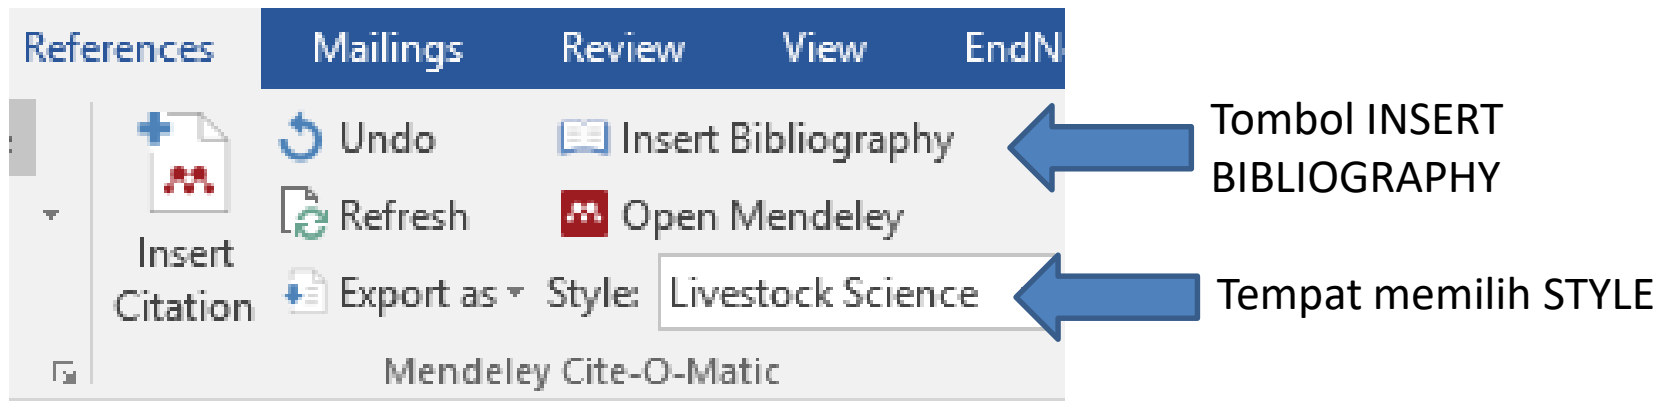 References Mailings Review View EndN
Undo Insert Bibliography
Tombol INSERT
BIBLIOGRAPHY
Refresh Open Mendeley
Insert
Citation
Export as Style: Livestock Science
Tempat memilih STYLE
Mendeley Cite-O-Matic